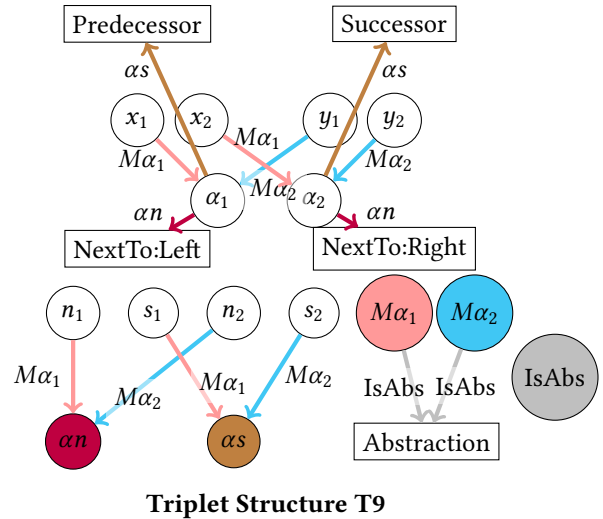 Predecessor Successor
αs αs
x₁ x₂ y₁ y₂
Mα₁ Mα₁ Mα₂ Mα₂
α₁ α₂
αn αn
NextTo:Left NextTo:Right
n₁ s₁ n₂ s₂ Mα₁ Mα₂
Mα₁ Mα₂ Mα₁ Mα₂ IsAbs IsAbs IsAbs
αn αs Abstraction
Triplet Structure T9